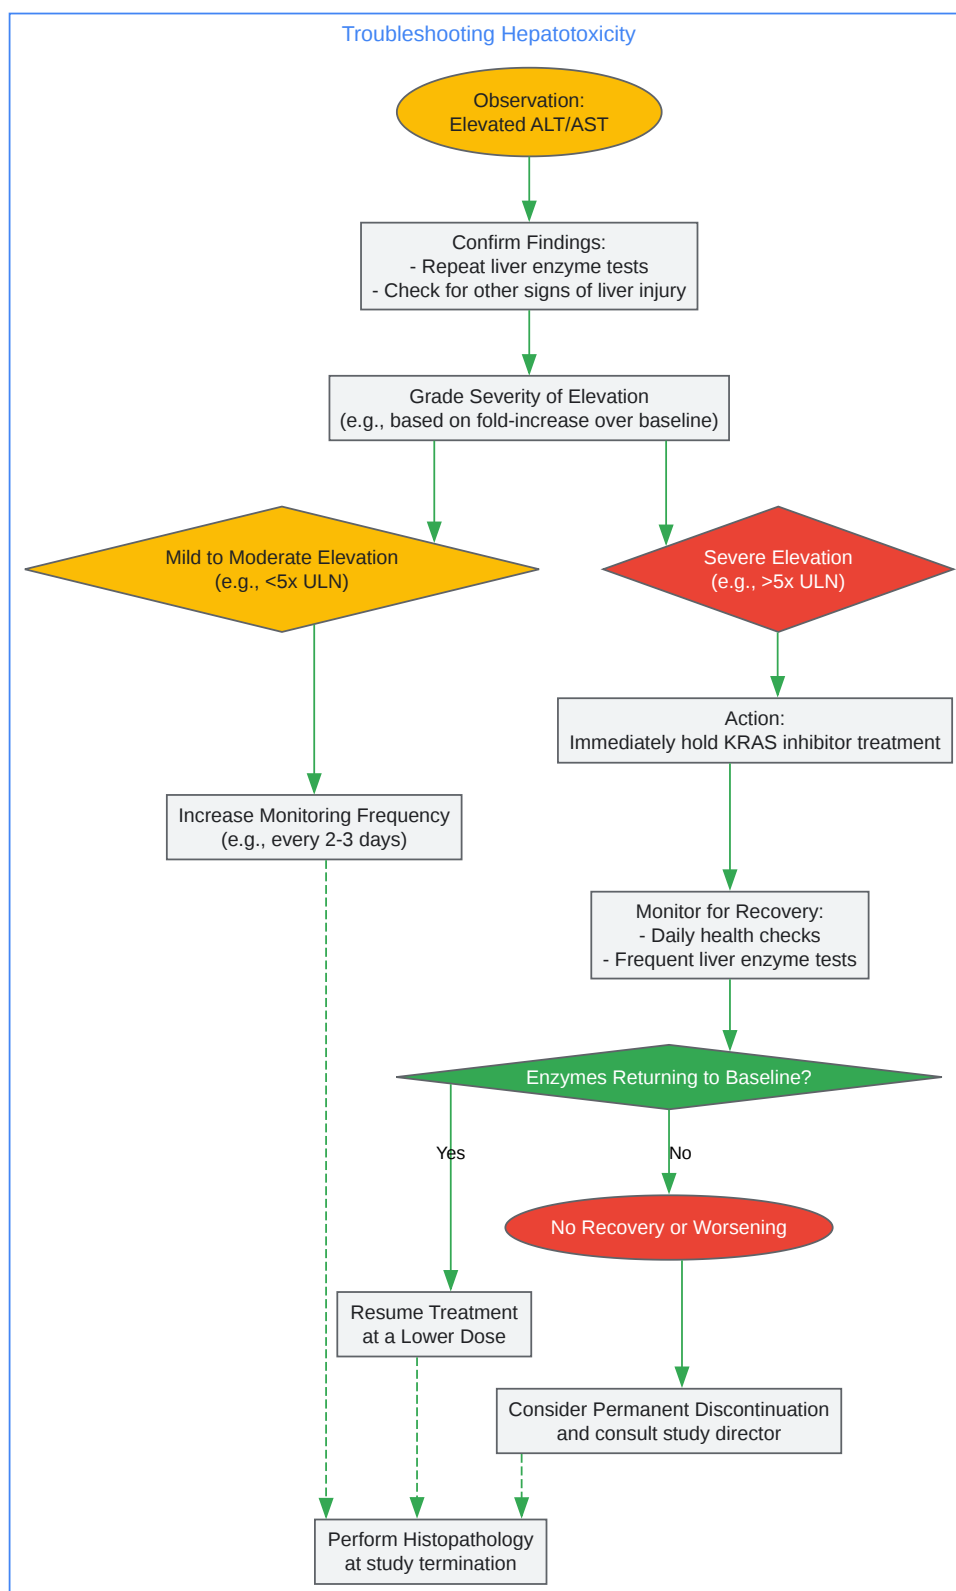 Troubleshooting Hepatotoxicity
Observation:
Elevated ALT/AST
Confirm Findings:
- Repeat liver enzyme tests
- Check for other signs of liver injury
Grade Severity of Elevation
(e.g., based on fold-increase over baseline)
Mild to Moderate Elevation
(e.g., <5x ULN)
Severe Elevation
(e.g., >5x ULN)
Action:
Immediately hold KRAS inhibitor treatment
Increase Monitoring Frequency
(e.g., every 2-3 days)
Monitor for Recovery:
- Daily health checks
- Frequent liver enzyme tests
Enzymes Returning to Baseline?
Yes
No
No Recovery or Worsening
Resume Treatment
at a Lower Dose
Consider Permanent Discontinuation
and consult study director
Perform Histopathology
at study termination